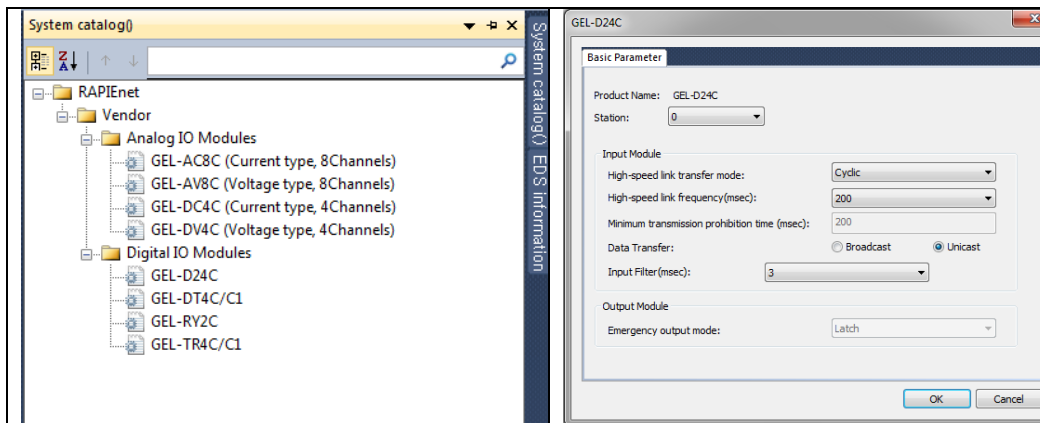 System catalog()
RAPIEnet
Vendor
Analog IO Modules
GEL-AC8C (Current type, 8Channels)
GEL-AV8C (Voltage type, 8Channels)
GEL-DC4C (Current type, 4Channels)
GEL-DV4C (Voltage type, 4Channels)
Digital IO Modules
GEL-D24C
GEL-DT4C/C1
GEL-RY2C
GEL-TR4C/C1
System catalog()
EDS information
GEL-D24C
Basic Parameter
Product Name: GEL-D24C
Station: 0
Input Module
High-speed link transfer mode: Cyclic
High-speed link frequency(msec): 200
Minimum transmission prohibition time (msec): 200
Data Transfer: Broadcast Unicast
Input Filter(msec): 3
Output Module
Emergency output mode: Latch
OK Cancel